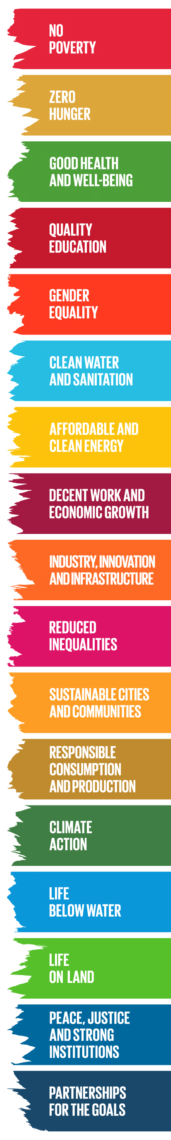 NO
POVERTY
ZERO
HUNGER
GOOD HEALTH
AND WELL-BEING
QUALITY
EDUCATION
GENDER
EQUALITY
CLEAN WATER
AND SANITATION
AFFORDABLE AND
CLEAN ENERGY
DECENT WORK AND
ECONOMIC GROWTH
INDUSTRY, INNOVATION
AND INFRASTRUCTURE
REDUCED
INEQUALITIES
SUSTAINABLE CITIES
AND COMMUNITIES
RESPONSIBLE
CONSUMPTION
AND PRODUCTION
CLIMATE
ACTION
LIFE
BELOW WATER
LIFE
ON LAND
PEACE, JUSTICE
AND STRONG
INSTITUTIONS
PARTNERSHIPS
FOR THE GOALS